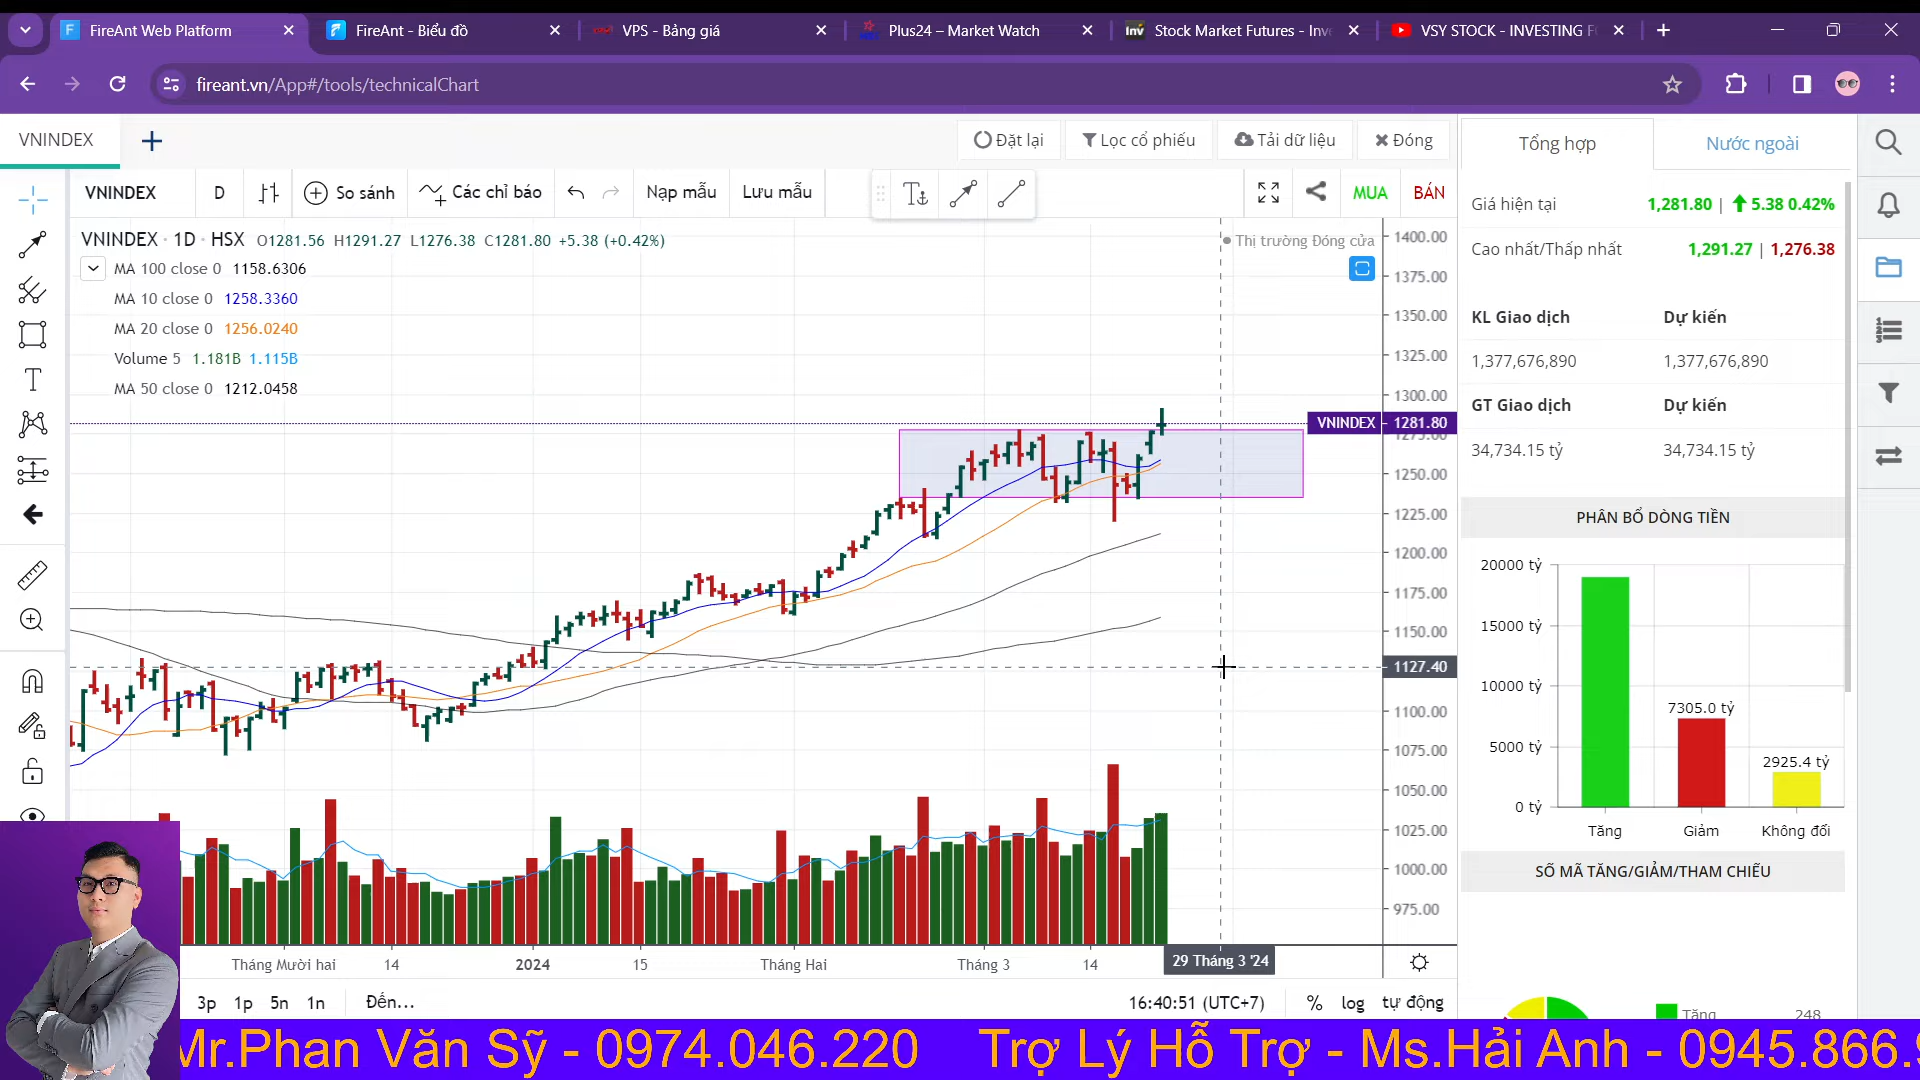 FireAnt Web Platform
FireAnt - Biểu đồ
VPS - Bảng giá
Plus24 – Market Watch
Stock Market Futures - Inve
VSY STOCK - INVESTING F
fireant.vn/App#/tools/technicalChart
VNINDEX
Đặt lại
Lọc cổ phiếu
Tải dữ liệu
Đóng
VNINDEX
D
So sánh
Các chỉ báo
Nạp mẫu
Lưu mẫu
MUA
BÁN
VNINDEX · 1D · HSX O1281.56 H1291.27 L1276.38 C1281.80 +5.38 (+0.42%)
MA 100 close 0 1158.6306
MA 10 close 0 1258.3360
MA 20 close 0 1256.0240
Volume 5 1.181B 1.115B
MA 50 close 0 1212.0458
Thị trường Đóng cửa
1400.00
1375.00
1350.00
1325.00
1300.00
VNINDEX 1281.80
1275.00
1250.00
1225.00
1200.00
1175.00
1150.00
1127.40
1100.00
1075.00
1050.00
1025.00
1000.00
975.00
Tháng Mười hai
14
2024
15
Tháng Hai
Tháng 3
14
29 Tháng 3 '24
3p 1p 5n 1n
Đến...
16:40:51 (UTC+7)
% log tự động
Tổng hợp
Nước ngoài
Giá hiện tại 1,281.80 | 5.38 0.42%
Cao nhất/Thấp nhất 1,291.27 | 1,276.38
KL Giao dịch Dự kiến
1,377,676,890 1,377,676,890
GT Giao dịch Dự kiến
34,734.15 tỷ 34,734.15 tỷ
PHÂN BỔ DÒNG TIỀN
20000 tỷ
15000 tỷ
10000 tỷ
5000 tỷ
0 tỷ
7305.0 tỷ
2925.4 tỷ
Tăng Giảm Không đổi
SỐ MÃ TĂNG/GIẢM/THAM CHIẾU
Tăng 248
Mr.Phan Văn Sỹ - 0974.046.220 Trợ Lý Hỗ Trợ - Ms.Hải Anh - 0945.866.9